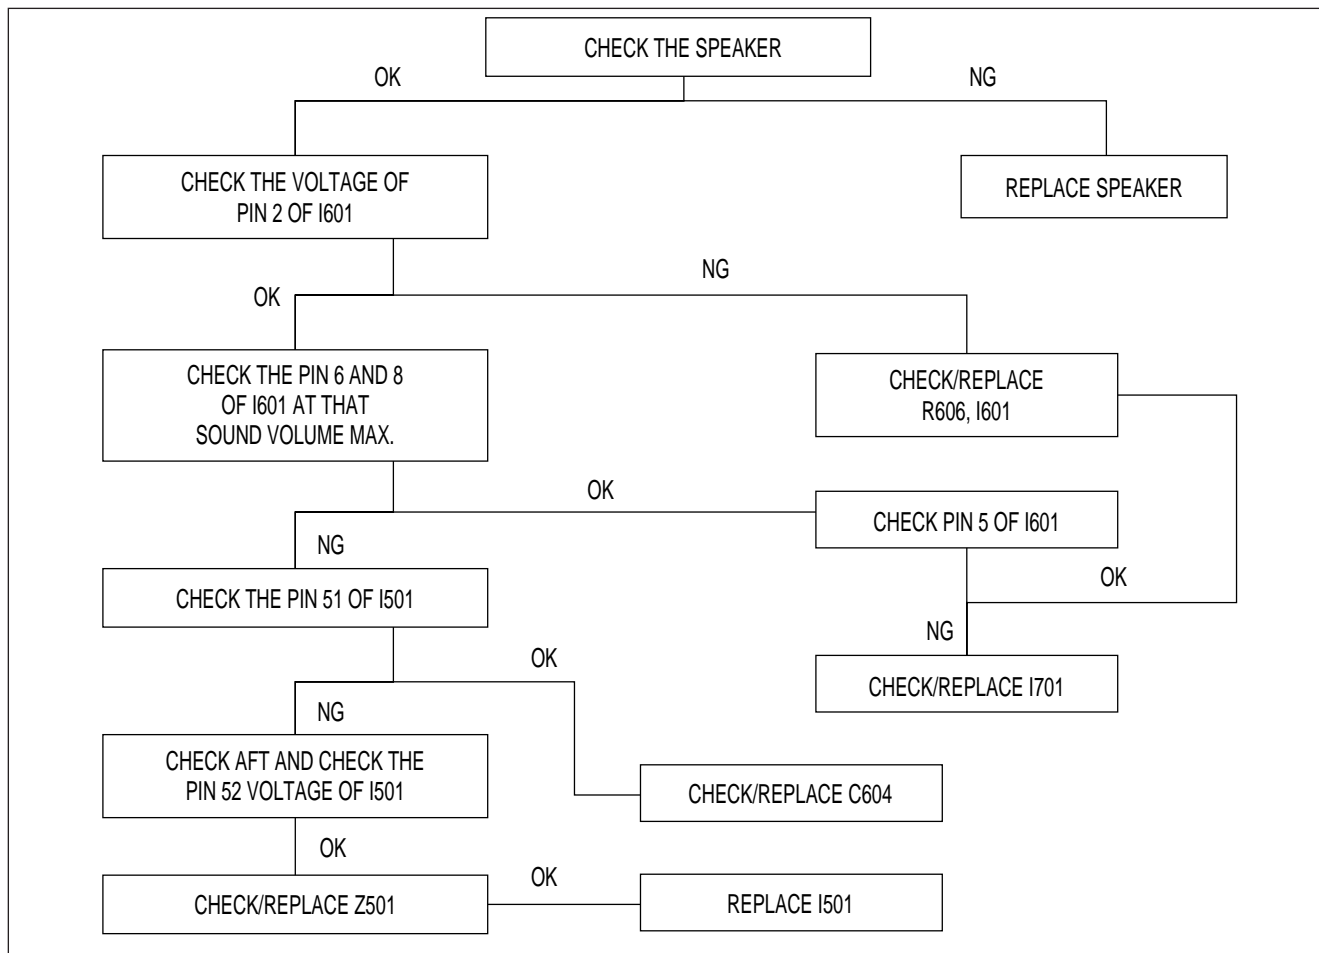 CHECK THE SPEAKER
OK
NG
CHECK THE VOLTAGE OF
PIN 2 OF I601
REPLACE SPEAKER
NG
OK
CHECK THE PIN 6 AND 8
OF I601 AT THAT
SOUND VOLUME MAX.
CHECK/REPLACE
R606, I601
OK
CHECK PIN 5 OF I601
NG
CHECK THE PIN 51 OF I501
OK
NG
OK
CHECK/REPLACE I701
NG
CHECK AFT AND CHECK THE
PIN 52 VOLTAGE OF I501
CHECK/REPLACE C604
OK
CHECK/REPLACE Z501
OK
REPLACE I501